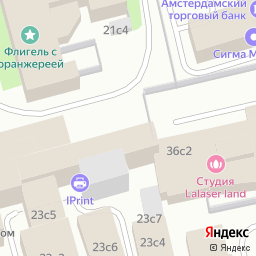 Амстердамский
торговый банк
21с4
Флигель с
оранжереей
Сигма М
36с2
Студия
Lalaser land
IPrint
23с5
23с7
23с6
23с4
Яндекс